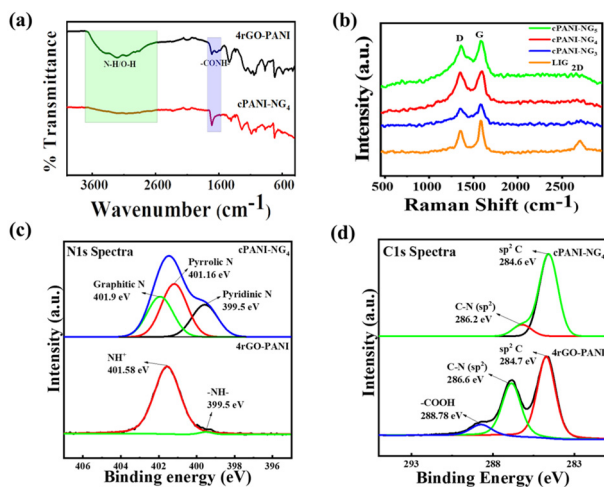 (a)
4rGO-PANI
N-H/O-H
-CONH
cPANI-NG4
% Transmittance
3600 2600 1600 600
Wavenumber (cm-1)
(b)
D G
cPANI-NG5
cPANI-NG4
cPANI-NG3
LIG
2D
Intensity (a.u.)
500 1000 1500 2000 2500
Raman Shift (cm-1)
(c)
N1s Spectra
cPANI-NG4
Pyrrolic N
401.16 eV
Graphitic N
401.9 eV
Pyridinic N
399.5 eV
4rGO-PANI
NH+
401.58 eV
-NH-
399.5 eV
Intensity (a.u.)
406 404 402 400 398 396
Binding energy (eV)
(d)
C1s Spectra
sp2 C
284.6 eV
cPANI-NG4
C-N (sp2)
286.2 eV
sp2 C
284.7 eV
4rGO-PANI
C-N (sp2)
286.6 eV
-COOH
288.78 eV
Intensity (a.u.)
293 288 283
Binding Energy (eV)